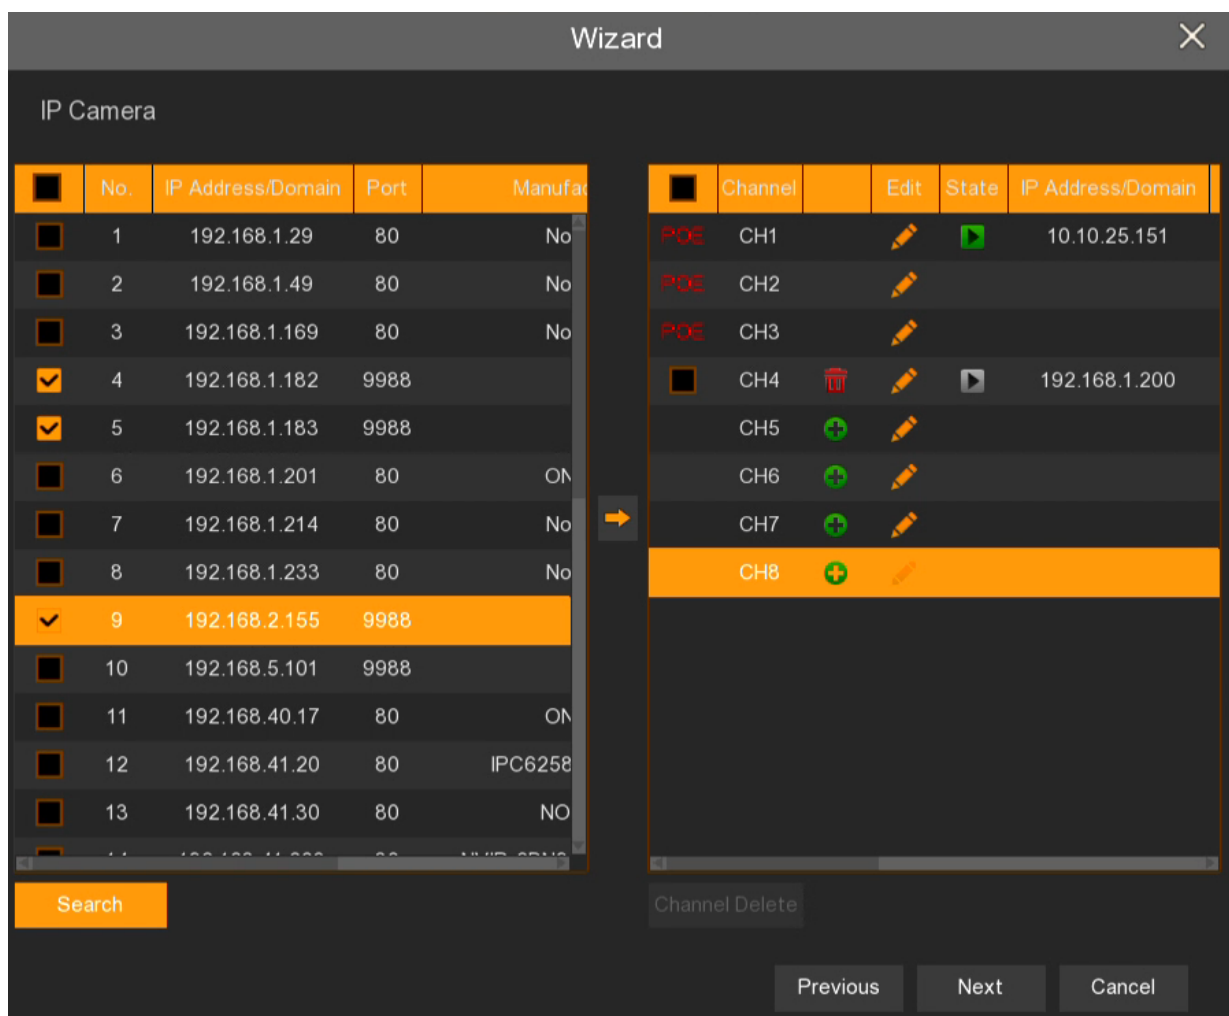 Wizard
IP Camera
No. IP Address/Domain Port Manufac
1 192.168.1.29 80 No
2 192.168.1.49 80 No
3 192.168.1.169 80 No
4 192.168.1.182 9988
5 192.168.1.183 9988
6 192.168.1.201 80 ON
7 192.168.1.214 80 No
8 192.168.1.233 80 No
9 192.168.2.155 9988
10 192.168.5.101 9988
11 192.168.40.17 80 ON
12 192.168.41.20 80 IPC6258
13 192.168.41.30 80 NO
Search
Channel Edit State IP Address/Domain
POE CH1 10.10.25.151
POE CH2
POE CH3
CH4 192.168.1.200
CH5
CH6
CH7
CH8
Channel Delete
Previous Next Cancel